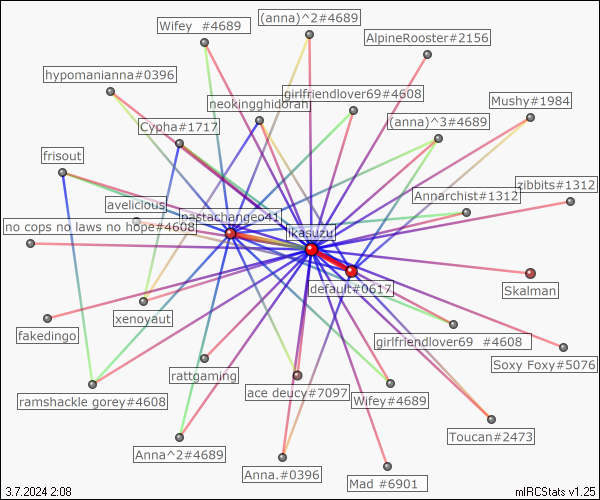 Wifey #4689
(anna)^2#4689
AlpineRooster#2156
hypomanianna#0396
neokingghidorah
girlfriendlover69#4608
Mushy#1984
Cypha#1717
(anna)^3#4689
frisout
zibbits#1312
Annarchist#1312
avelicious
pastachangeo41
no cops no laws no hope#4608
ikasuzu
default#0617
Skalman
xenoyaut
fakedingo
girlfriendlover69 #4608
Soxy Foxy#5076
rattgaming
ace deucy#7097
Wifey#4689
ramshackle gorey#4608
Toucan#2473
Anna^2#4689
Anna.#0396
Mad #6901
3.7.2024 2:08
mIRCStats v1.25